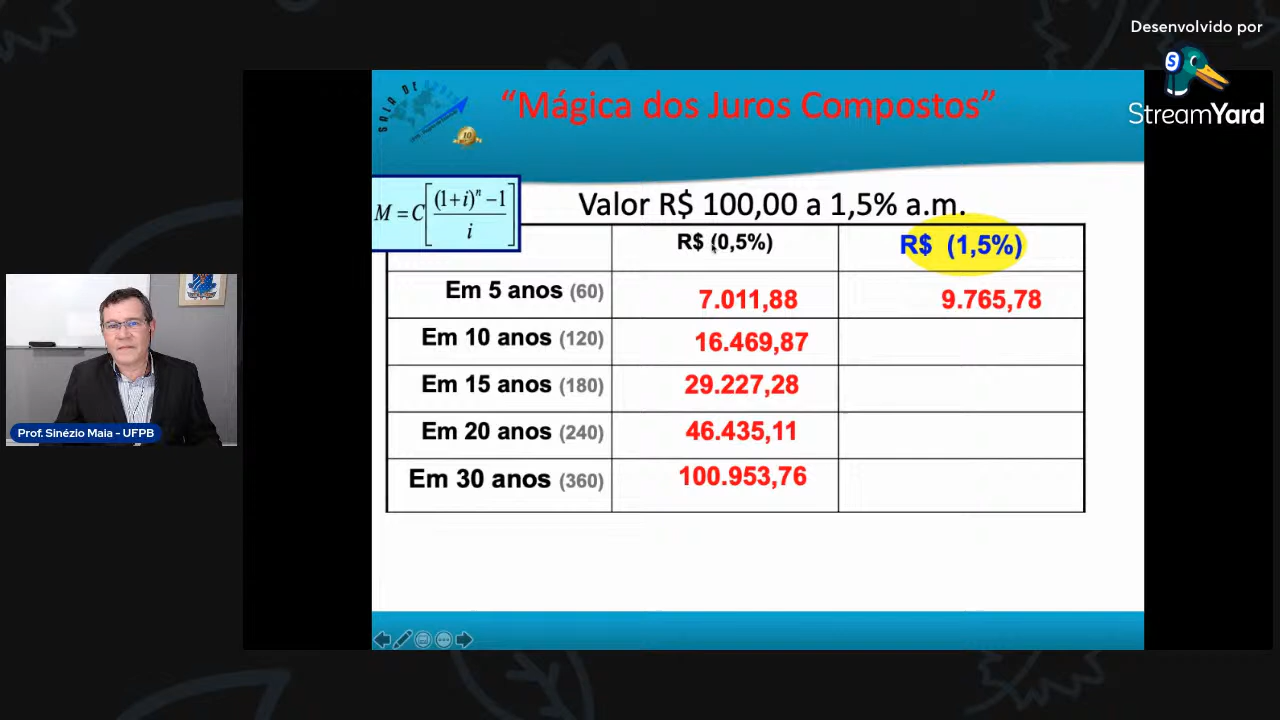 Desenvolvido por
StreamYard
SALA DE
10
“Mágica dos Juros Compostos”
M = C [ (1+i)ⁿ −1 / i ]
Valor R$ 100,00 a 1,5% a.m.
R$ (0,5%) R$ (1,5%)
Em 5 anos (60) 7.011,88 9.765,78
Em 10 anos (120) 16.469,87
Em 15 anos (180) 29.227,28
Em 20 anos (240) 46.435,11
Em 30 anos (360) 100.953,76
Prof. Sinézio Maia - UFPB